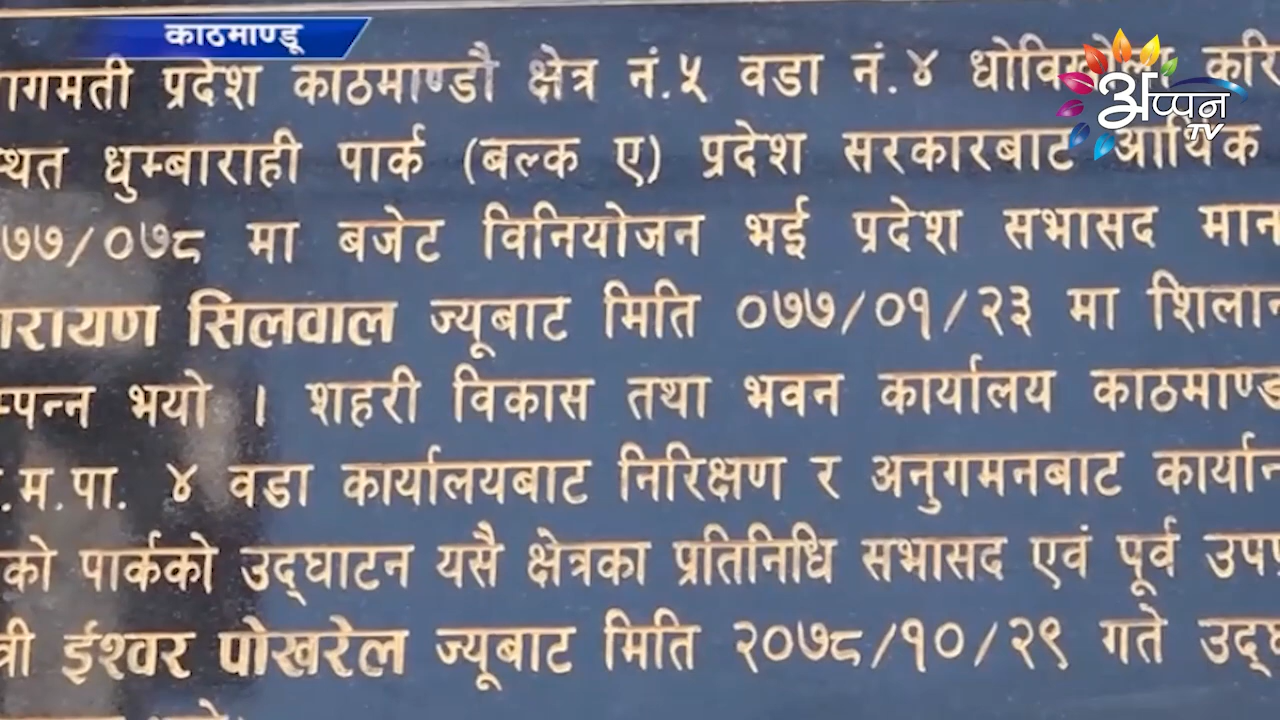 काठमाण्डू
अप्पन
TV
ागमती प्रदेश काठमाण्डौ क्षेत्र नं.५ वडा नं.४ धोविखोला करि
थित धुम्बाराही पार्क (बल्क ए) प्रदेश सरकारबाट आर्थिक
७७/०७८ मा बजेट विनियोजन भई प्रदेश सभासद मान
ारायण सिलवाल ज्यूबाट मिति ०७७/०१/२३ मा शिलान
म्पन्न भयो । शहरी विकास तथा भवन कार्यालय काठमाण्ड
.म.पा. ४ वडा कार्यालयबाट निरिक्षण र अनुगमनबाट कार्यान
को पार्कको उद्घाटन यसै क्षेत्रका प्रतिनिधि सभासद एवं पूर्व उपप्र
त्री ईश्वर पोखरेल ज्यूबाट मिति २०७८/१०/२९ गते उद्घ